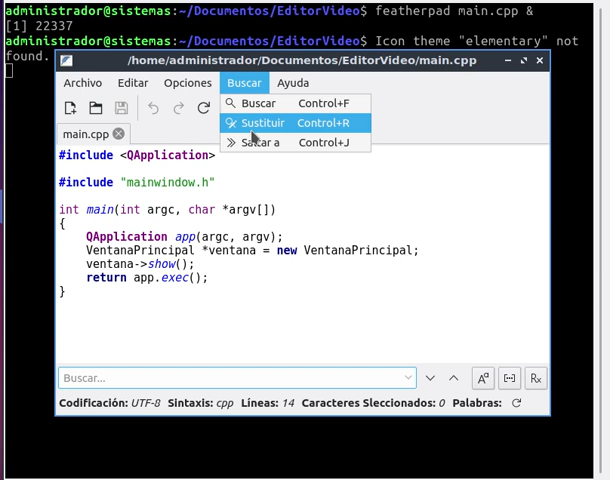 administrador@sistemas:~/Documentos/EditorVideo$ featherpad main.cpp &
[1] 22337
administrador@sistemas:~/Documentos/EditorVideo$ Icon theme "elementary" not
found.
/home/administrador/Documentos/EditorVideo/main.cpp
Archivo Editar Opciones Buscar Ayuda
Buscar Control+F
Sustituir Control+R
Saltar a Control+J
main.cpp
#include <QApplication>
#include "mainwindow.h"
int main(int argc, char *argv[])
{
    QApplication app(argc, argv);
    VentanaPrincipal *ventana = new VentanaPrincipal;
    ventana->show();
    return app.exec();
}
Buscar...
Codificación: UTF-8 Sintaxis: cpp Líneas: 14 Caracteres Sleccionados: 0 Palabras: